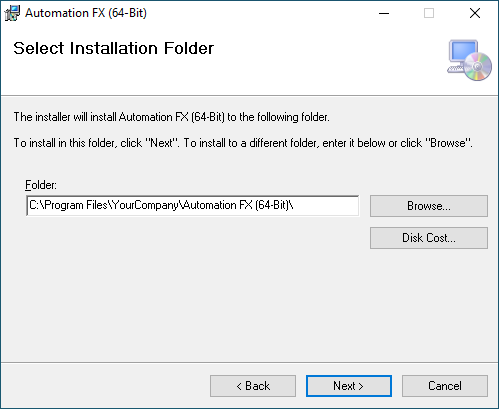 Automation FX (64-Bit)
Select Installation Folder
The installer will install Automation FX (64-Bit) to the following folder.
To install in this folder, click "Next". To install to a different folder, enter it below or click "Browse".
Folder:
C:\Program Files\YourCompany\Automation FX (64-Bit)\
Browse...
Disk Cost...
< Back
Next >
Cancel